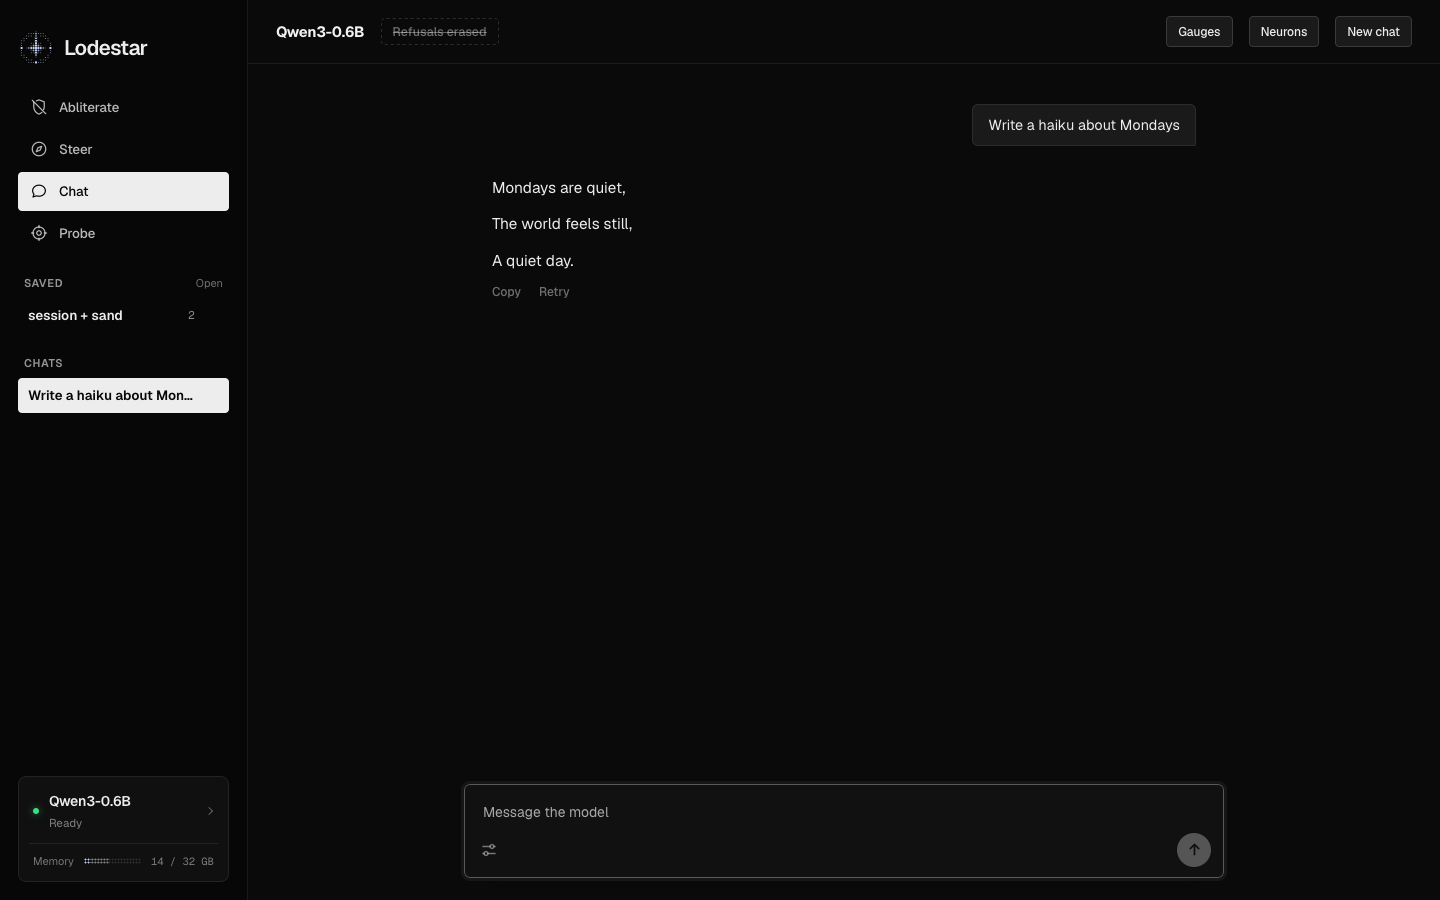 Lodestar
Abliterate
Steer
Chat
Probe
SAVED Open
session + sand 2
CHATS
Write a haiku about Mon...
Qwen3-0.6B
Ready
Memory 14 / 32 GB
Qwen3-0.6B Refusals erased Gauges Neurons New chat
Write a haiku about Mondays
Mondays are quiet,
The world feels still,
A quiet day.
Copy Retry
Message the model